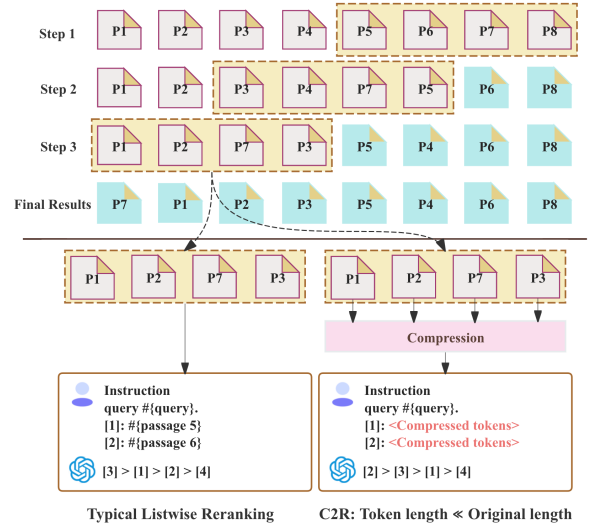 Step 1 P1 P2 P3 P4 P5 P6 P7 P8
Step 2 P1 P2 P3 P4 P7 P5 P6 P8
Step 3 P1 P2 P7 P3 P5 P4 P6 P8
Final Results P7 P1 P2 P3 P5 P4 P6 P8
P1 P2 P7 P3
P1 P2 P7 P3
Compression
Instruction
query #{query}.
[1]: #{passage 5}
[2]: #{passage 6}
[3] > [1] > [2] > [4]
Instruction
query #{query}.
[1]: <Compressed tokens>
[2]: <Compressed tokens>
[2] > [3] > [1] > [4]
Typical Listwise Reranking
C2R: Token length ≪ Original length